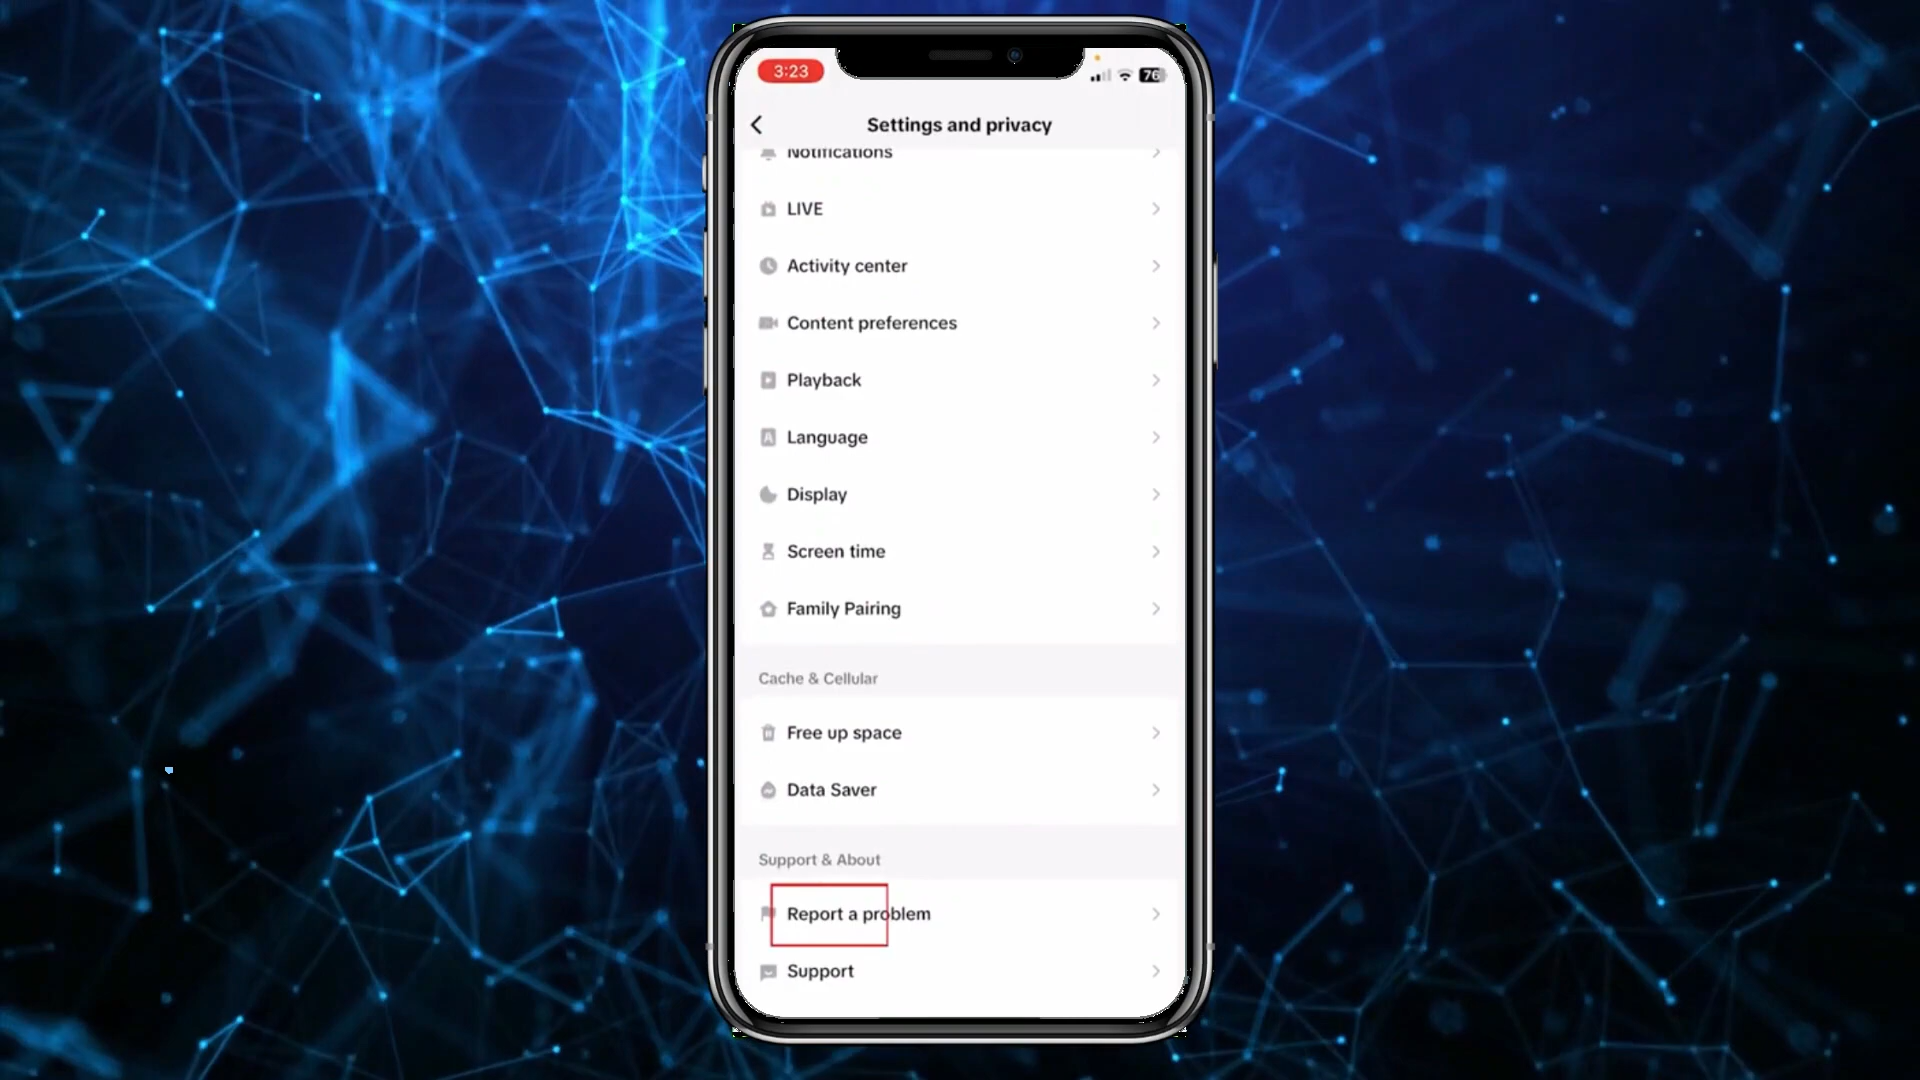 3:23
76
Settings and privacy
Notifications
LIVE
Activity center
Content preferences
Playback
Language
Display
Screen time
Family Pairing
Cache & Cellular
Free up space
Data Saver
Support & About
Report a problem
Support